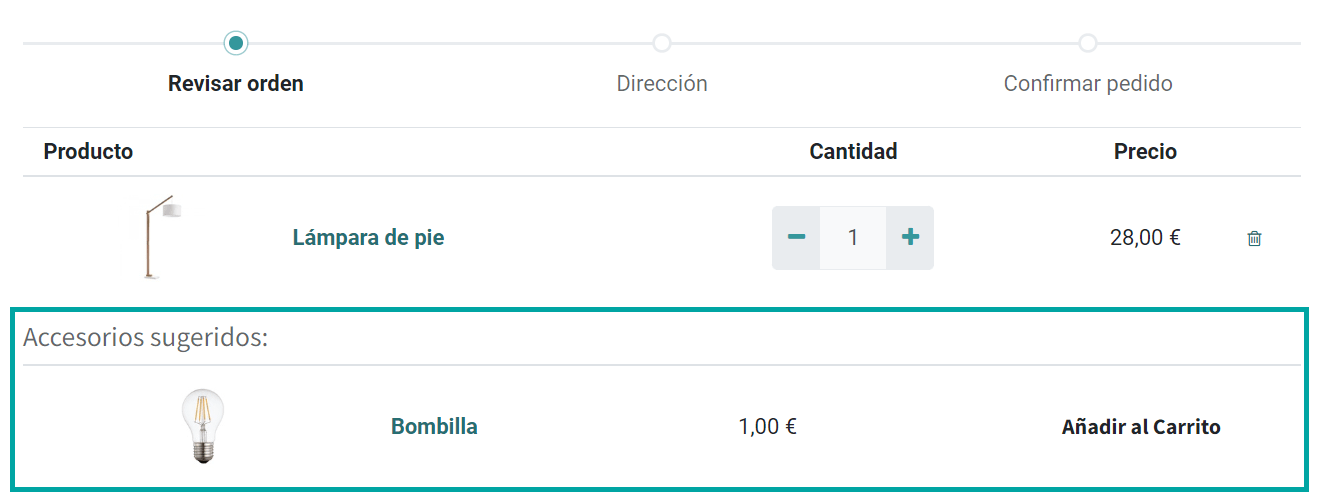 Revisar orden Dirección Confirmar pedido
Producto Cantidad Precio
Lámpara de pie 1 28,00 €
Accesorios sugeridos:
Bombilla 1,00 € Añadir al Carrito